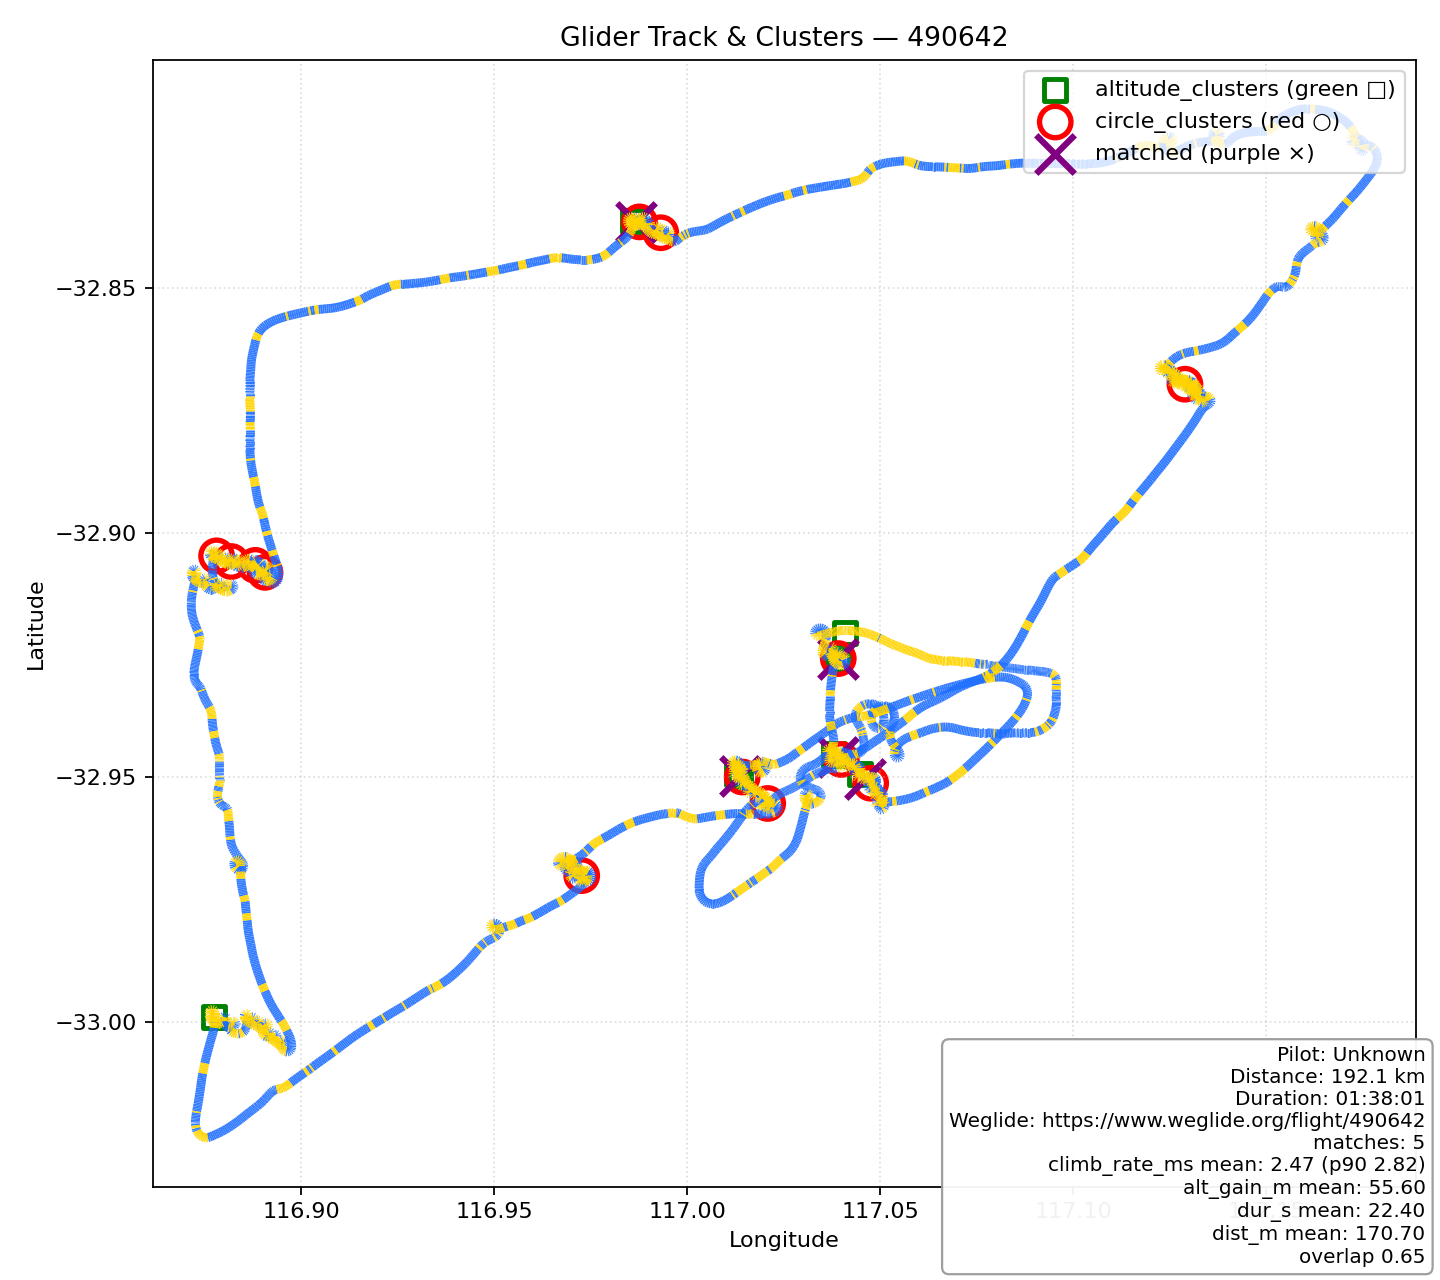 Glider Track & Clusters — 490642
altitude_clusters (green □)
circle_clusters (red ○)
matched (purple ×)
−32.85
−32.90
−32.95
−33.00
Latitude
116.90
116.95
117.00
117.05
117.10
Longitude
Pilot: Unknown
Distance: 192.1 km
Duration: 01:38:01
Weglide: https://www.weglide.org/flight/490642
matches: 5
climb_rate_ms mean: 2.47 (p90 2.82)
alt_gain_m mean: 55.60
dur_s mean: 22.40
dist_m mean: 170.70
overlap 0.65